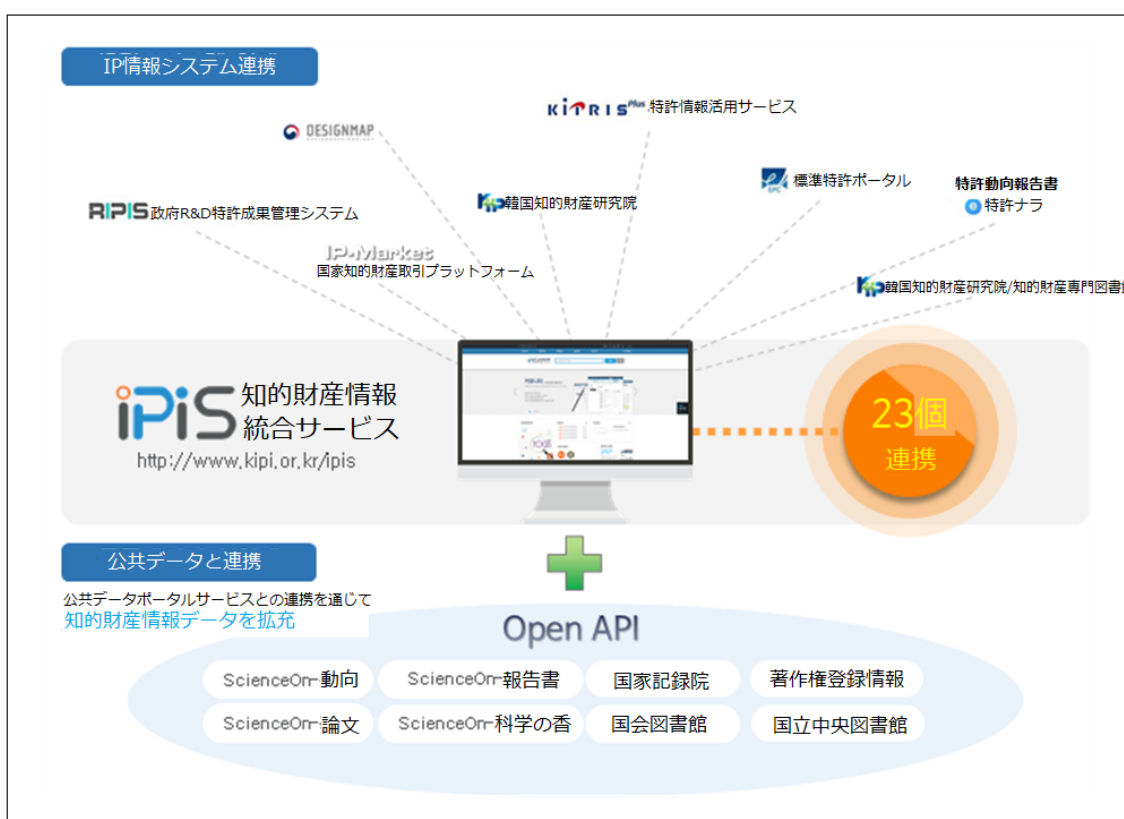 IP情報システム連携
KiPRIS Plus 特許情報活用サービス
DESIGNMAP
EPC 標準特許ポータル
特許動向報告書
特許ナラ
RIPIS 政府R&D特許成果管理システム
Kiip 韓国知的財産研究院
IP-Market
国家知的財産取引プラットフォーム
Kiip 韓国知的財産研究院/知的財産専門図書館
iPiS 知的財産情報
統合サービス
http://www.kipi.or.kr/ipis
23個
連携
公共データと連携
公共データポータルサービスとの連携を通じて
知的財産情報データを拡充
Open API
ScienceOn-動向
ScienceOn-報告書
国家記録院
著作権登録情報
ScienceOn-論文
ScienceOn-科学の香
国会図書館
国立中央図書館